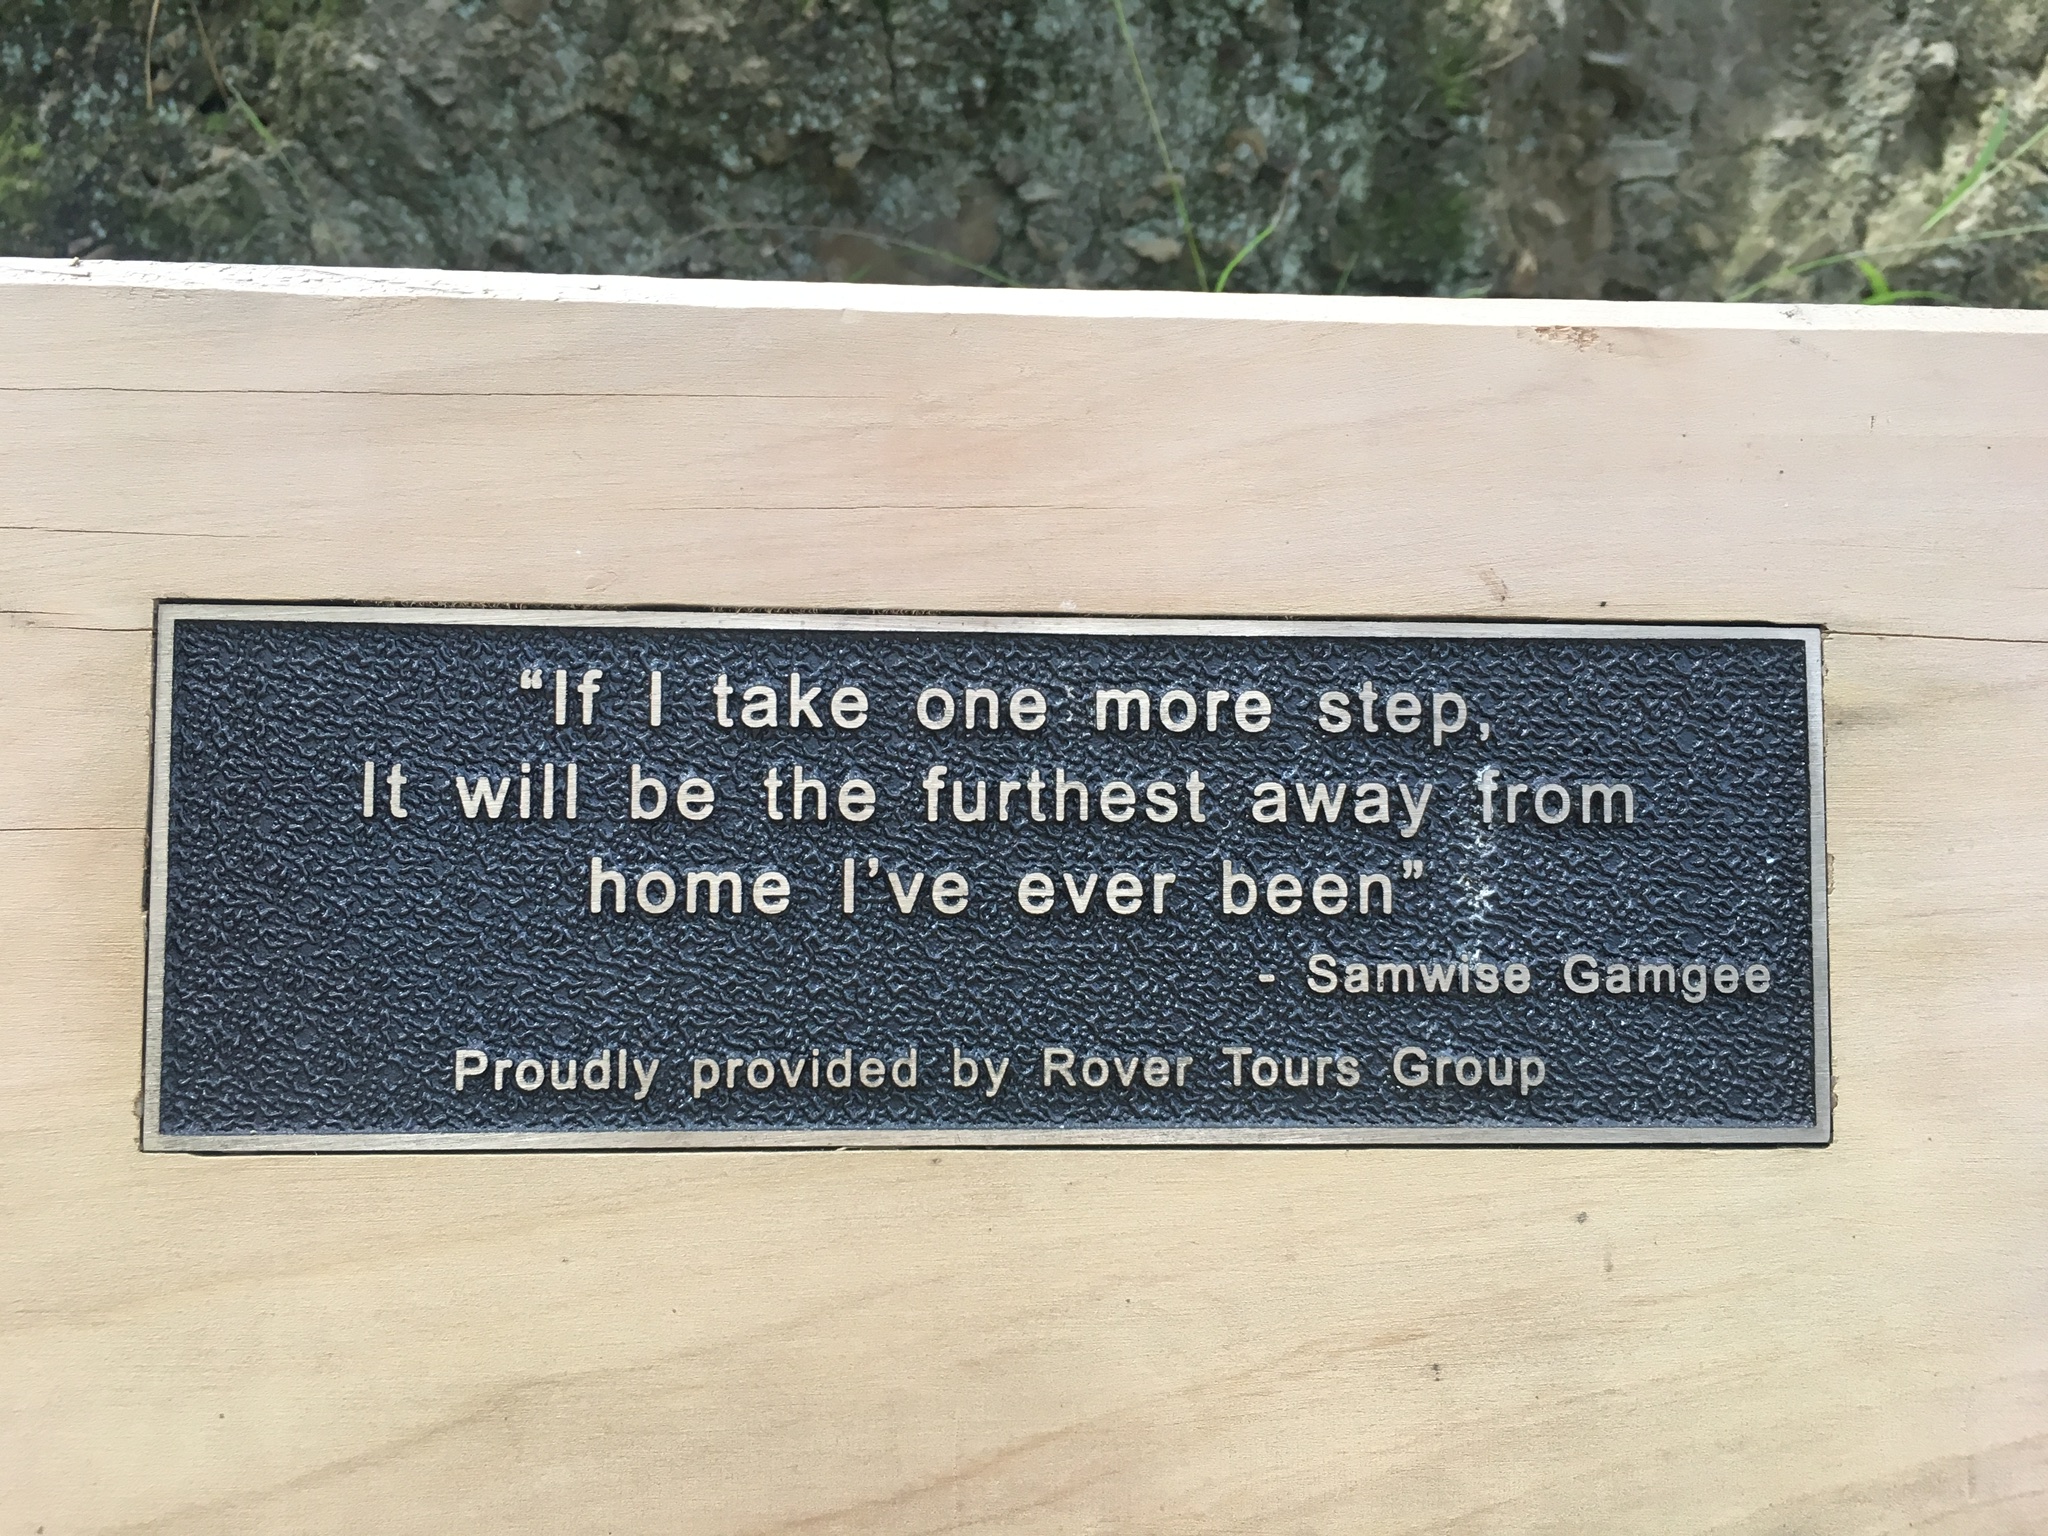 “If I take one more step,
It will be the furthest away from
home I’ve ever been”
- Samwise Gamgee
Proudly provided by Rover Tours Group